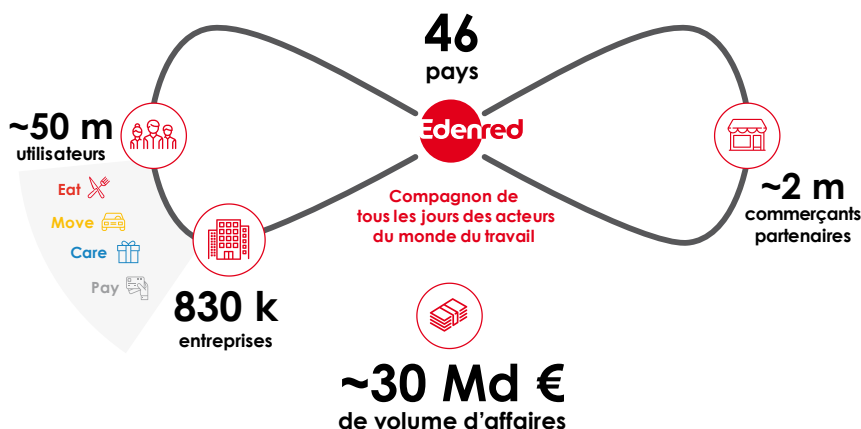 46
pays
Edenred
~50 m
utilisateurs
Eat
Move
Care
Pay
Compagnon de
tous les jours des acteurs
du monde du travail
~2 m
commerçants
partenaires
830 k
entreprises
~30 Md €
de volume d’affaires